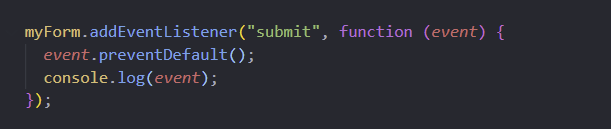 myForm.addEventListener("submit", function (event) {
  event.preventDefault();
  console.log(event);
});